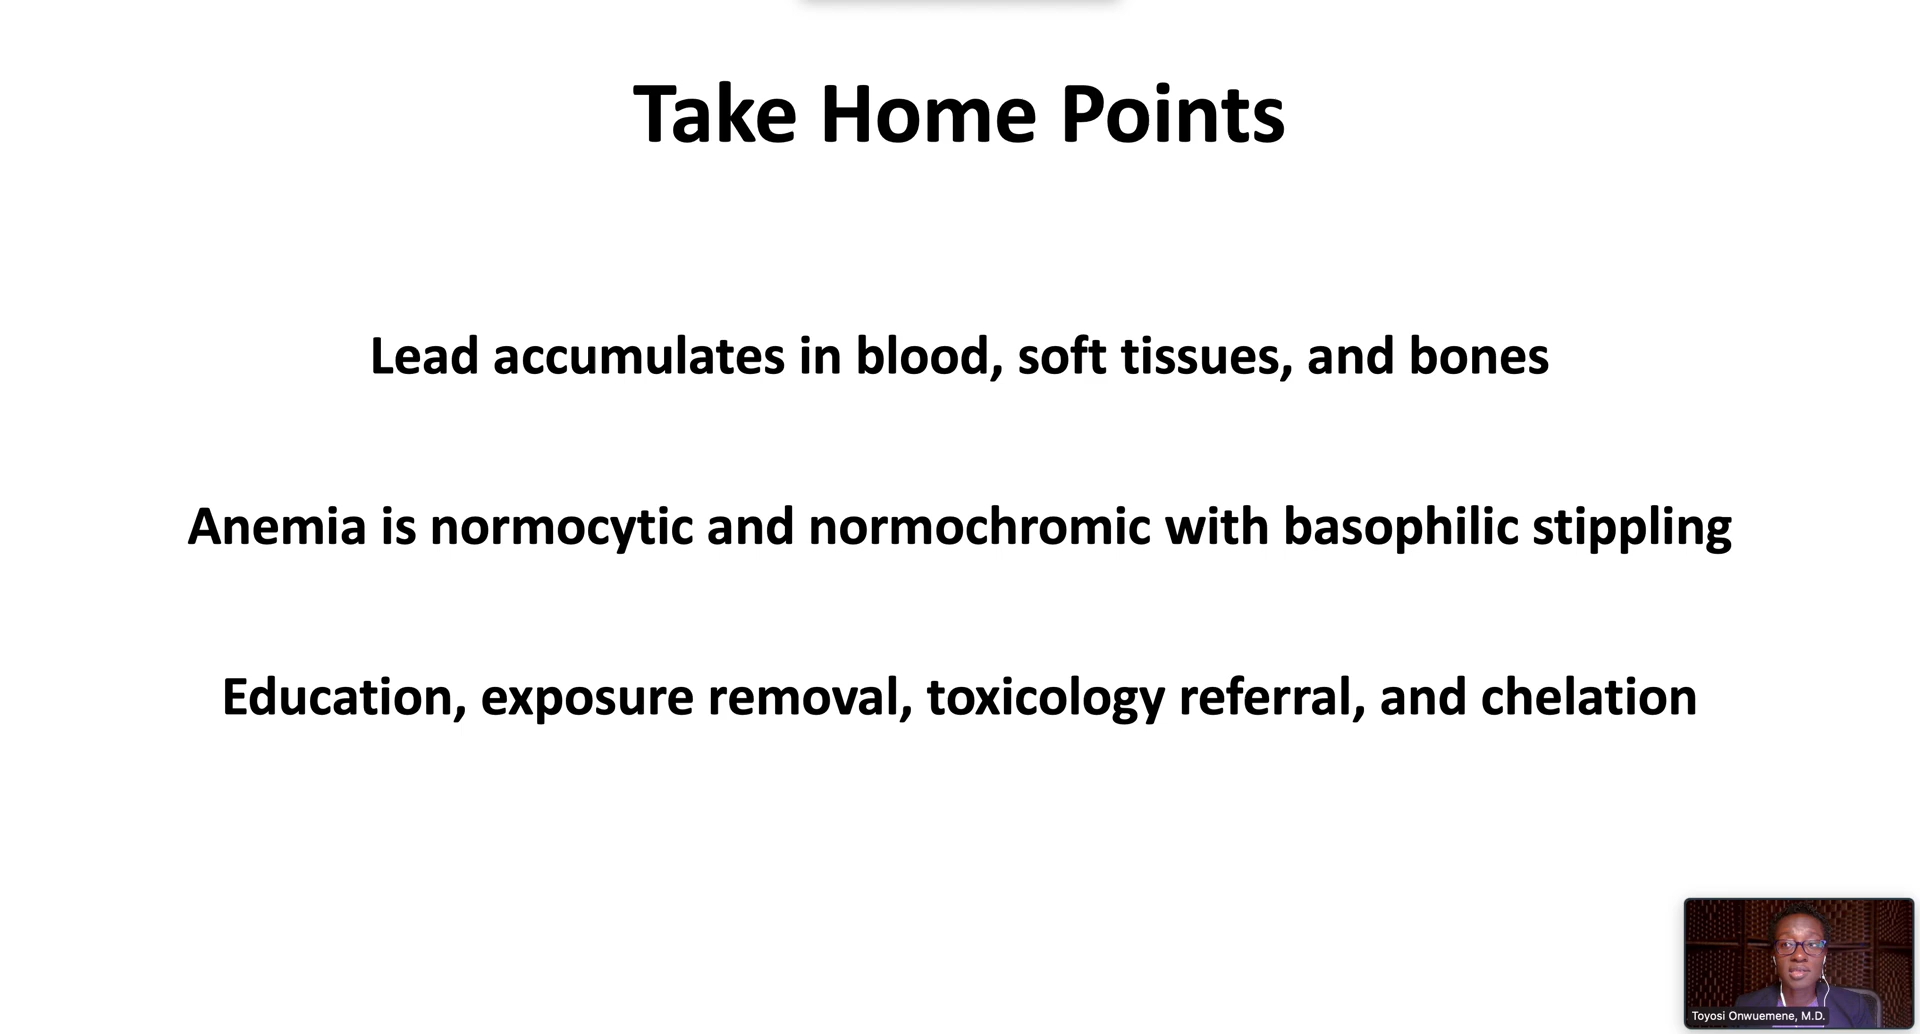 Take Home Points
Lead accumulates in blood, soft tissues, and bones
Anemia is normocytic and normochromic with basophilic stippling
Education, exposure removal, toxicology referral, and chelation
Toyosi Onwuemene, M.D.